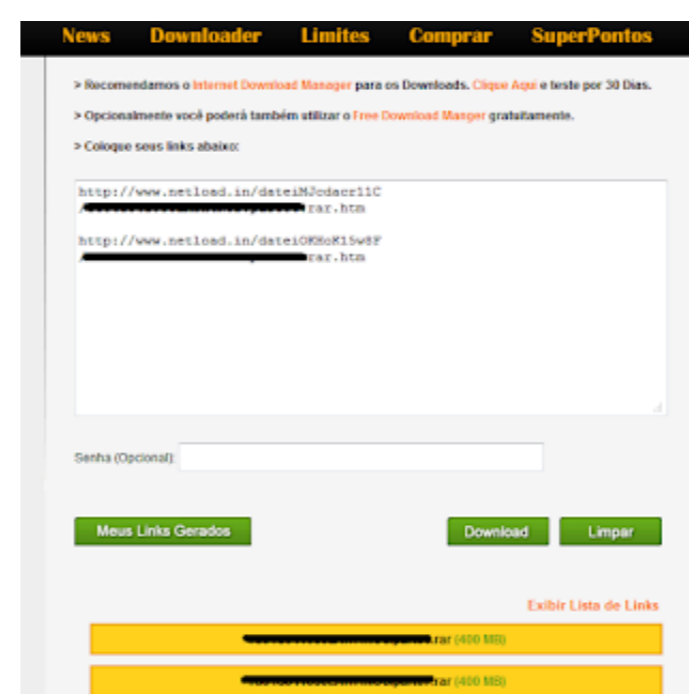 News Downloader Limites Comprar SuperPontos
> Recomendamos o Internet Download Manager para os Downloads. Clique Aqui e teste por 30 Dias.
> Opcionalmente você poderá também utilizar o Free Download Manger gratuitamente.
> Coloque seus links abaixo:
http://www.netload.in/dateiMJcdacr11C
/ rar.htm
http://www.netload.in/dateiOKHoK15w8F
/ rar.htm
Senha (Opcional):
Meus Links Gerados Download Limpar
Exibir Lista de Links
.rar (400 MB)
.rar (400 MB)